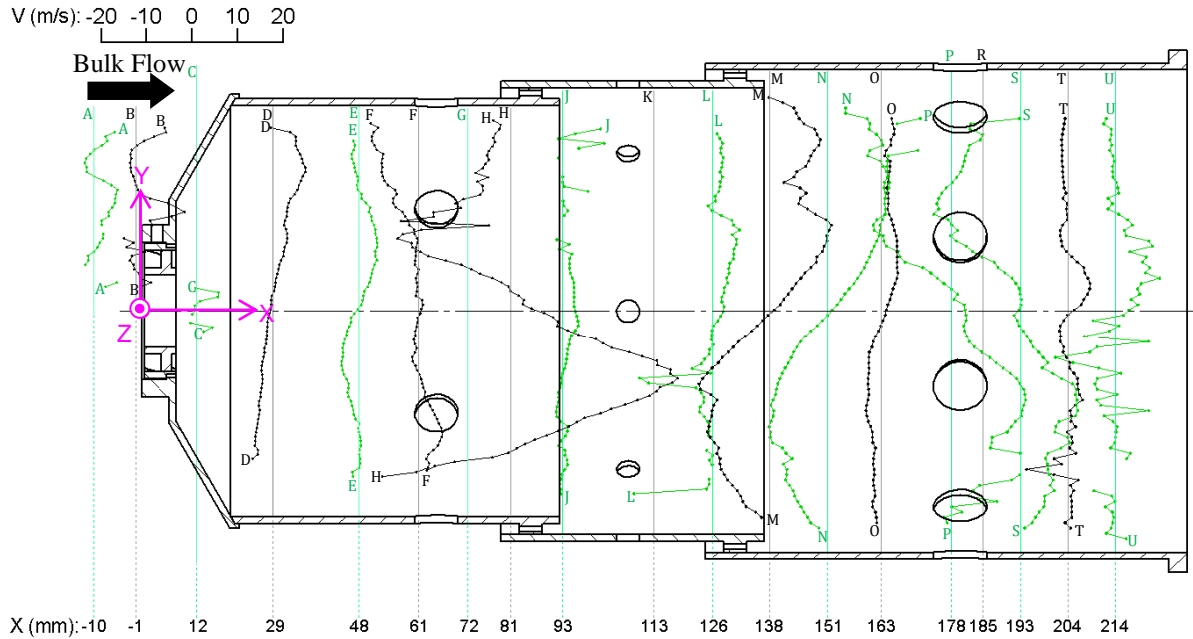 V (m/s): -20 -10 0 10 20
Bulk Flow
C P R
A B D E F F G H H J K L M M N O P S T U
A A B B D D E E F F G H H J J K L L M N O P S T U
Y
X
Z
A B G C
D E F H J L M N O P S T U
X (mm): -10 -1 12 29 48 61 72 81 93 113 126 138 151 163 178 185 193 204 214